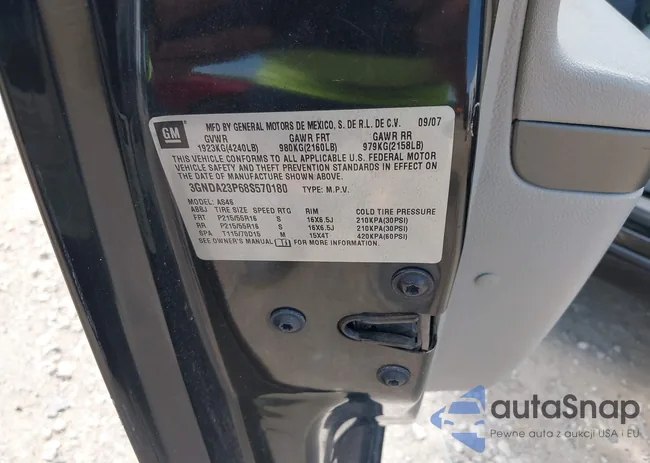 GM
MFD BY GENERAL MOTORS DE MEXICO, S. DE R.L. DE C.V. 09/07
GVWR GAWR FRT GAWR RR
1923KG(4240LB) 980KG(2160LB) 979KG(2158LB)
THIS VEHICLE CONFORMS TO ALL APPLICABLE U.S. FEDERAL MOTOR
VEHICLE SAFETY, BUMPER, AND THEFT PREVENTION STANDARDS IN
EFFECT ON THE DATE OF MANUFACTURE SHOWN ABOVE.
3GNDA23P68S570180 TYPE: M.P.V.
MODEL: AS46
TIRE SIZE SPEED RTG RIM COLD TIRE PRESSURE
FRT P215/55R16 S 16X6.5J 210KPA(30PSI)
RR P215/55R16 S 16X6.5J 210KPA(30PSI)
SPA T115/70D15 M 15X4T 420KPA(60PSI)
SEE OWNER'S MANUAL FOR MORE INFORMATION.
autaSnap
Pewne auta z aukcji USA i EU